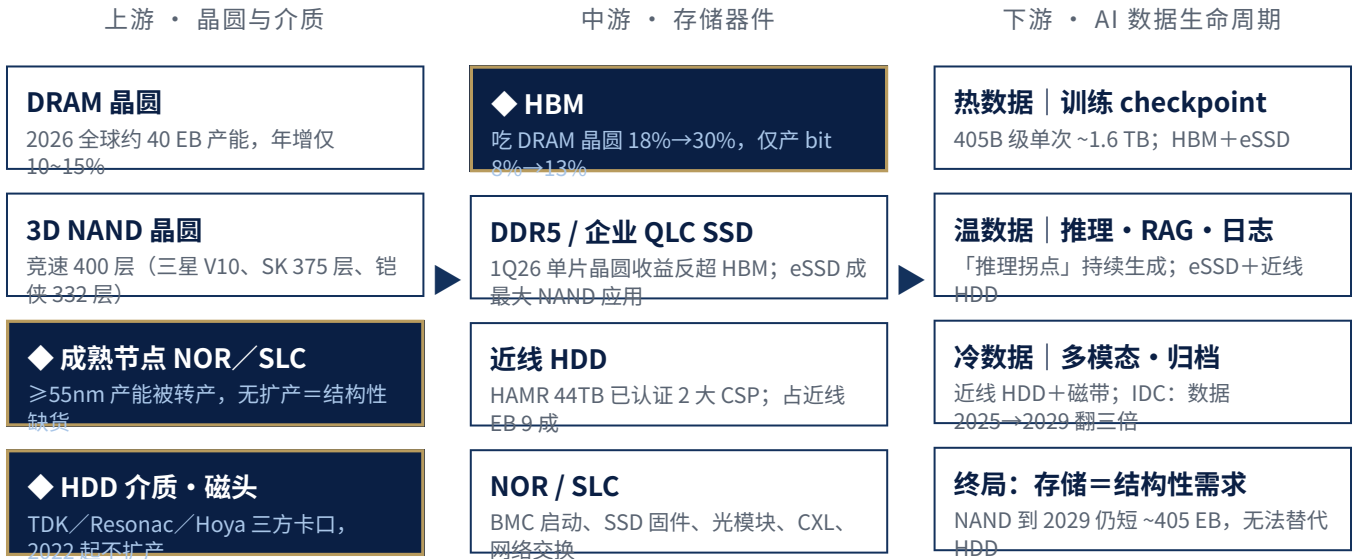 上游 · 晶圆与介质
DRAM 晶圆
2026 全球约 40 EB 产能，年增仅
10~15%
3D NAND 晶圆
竞速 400 层（三星 V10、SK 375 层、铠
侠 332 层）
◆ 成熟节点 NOR／SLC
≥55nm 产能被转产，无扩产＝结构性
缺货
◆ HDD 介质・磁头
TDK／Resonac／Hoya 三方卡口，
2022 起不扩产
中游 · 存储器件
◆ HBM
吃 DRAM 晶圆 18%→30%，仅产 bit
8%→13%
DDR5 / 企业 QLC SSD
1Q26 单片晶圆收益反超 HBM；eSSD 成
最大 NAND 应用
近线 HDD
HAMR 44TB 已认证 2 大 CSP；占近线
EB 9 成
NOR / SLC
BMC 启动、SSD 固件、光模块、CXL、
网络交换
下游 · AI 数据生命周期
热数据｜训练 checkpoint
405B 级单次 ~1.6 TB；HBM＋eSSD
温数据｜推理・RAG・日志
「推理拐点」持续生成；eSSD＋近线
HDD
冷数据｜多模态・归档
近线 HDD＋磁带；IDC：数据
2025→2029 翻三倍
终局：存储＝结构性需求
NAND 到 2029 仍短 ~405 EB，无法替代
HDD